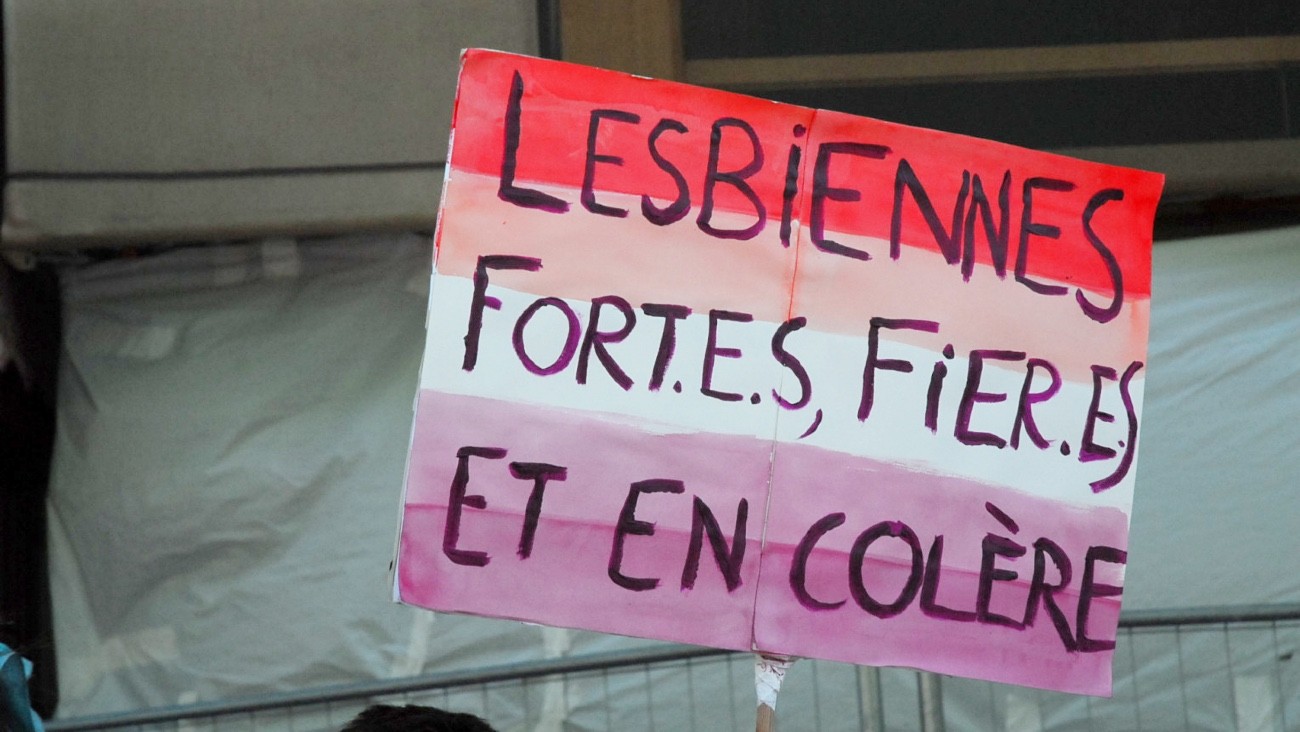 LESBiENNES
FORT.E.S, FiER.E.S
ET EN COLÈRE